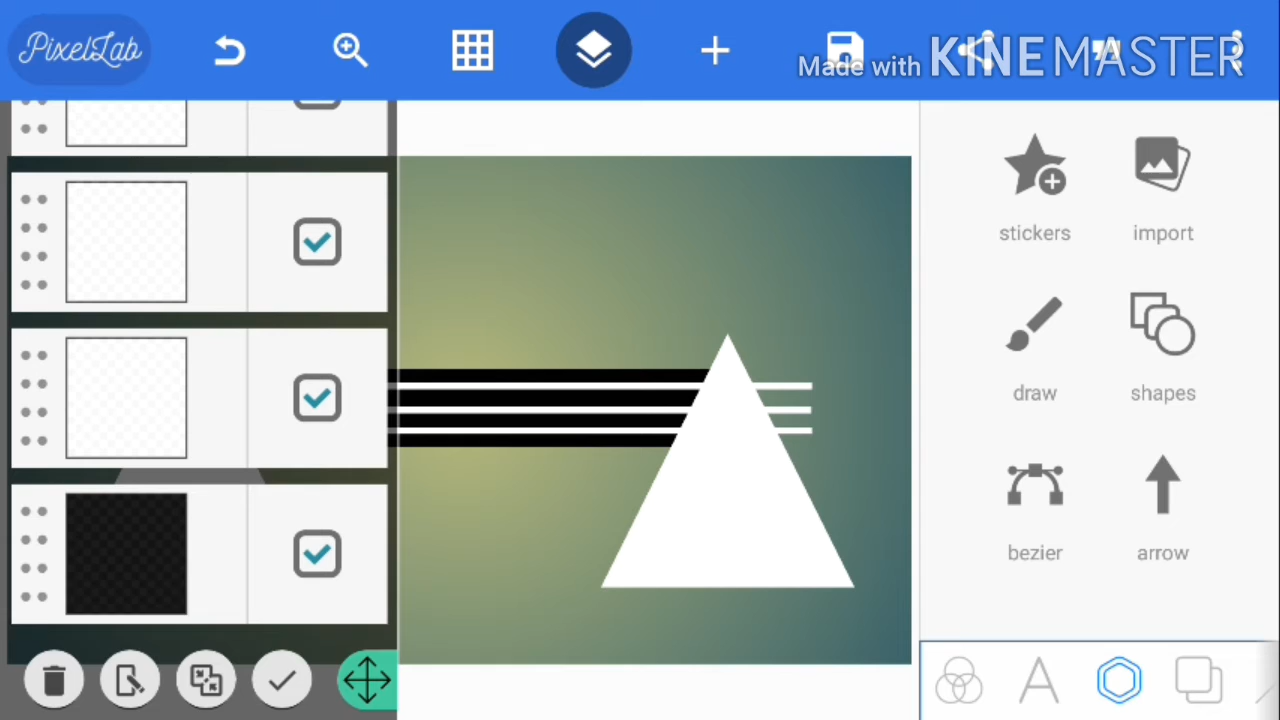 PixelLab
Made with KINEMASTER
stickers
import
draw
shapes
bezier
arrow